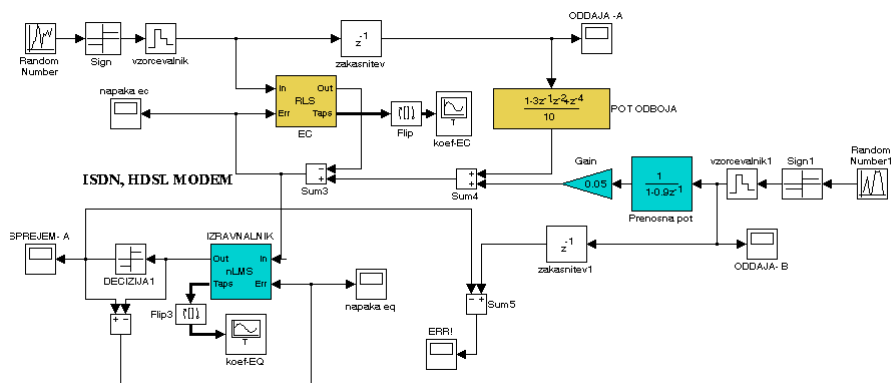 ODDAJA -A
Random
Number
Sign
vzorcevalnik
z-1
zakasnitev
napaka ec
In
Out
RLS
Err
Taps
EC
Flip
T
koef-EC
1-3z-1z-2+z-4
10
POT ODBOJA
ISDN, HDSL MODEM
Sum3
Sum4
Gain
0.05
1
1-0.9z-1
Prenosna pot
vzorcevalnik1
Sign1
Random
Number1
SPREJEM- A
DECIZIJA1
IZRAVNALNIK
Out
In
nLMS
Taps
Err
Flip3
T
koef-EQ
napaka eq
z-1
zakasnitev1
ODDAJA- B
Sum5
ERR!